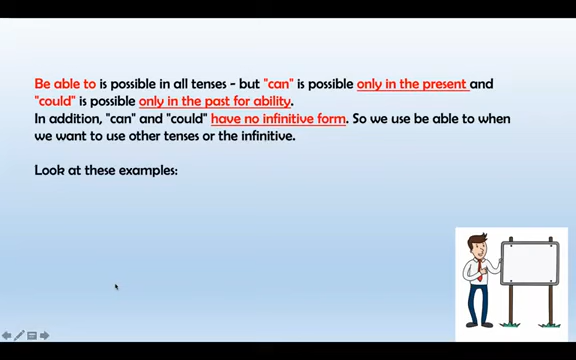 Be able to is possible in all tenses - but "can" is possible only in the present and
"could" is possible only in the past for ability.
In addition, "can" and "could" have no infinitive form. So we use be able to when
we want to use other tenses or the infinitive.
Look at these examples: